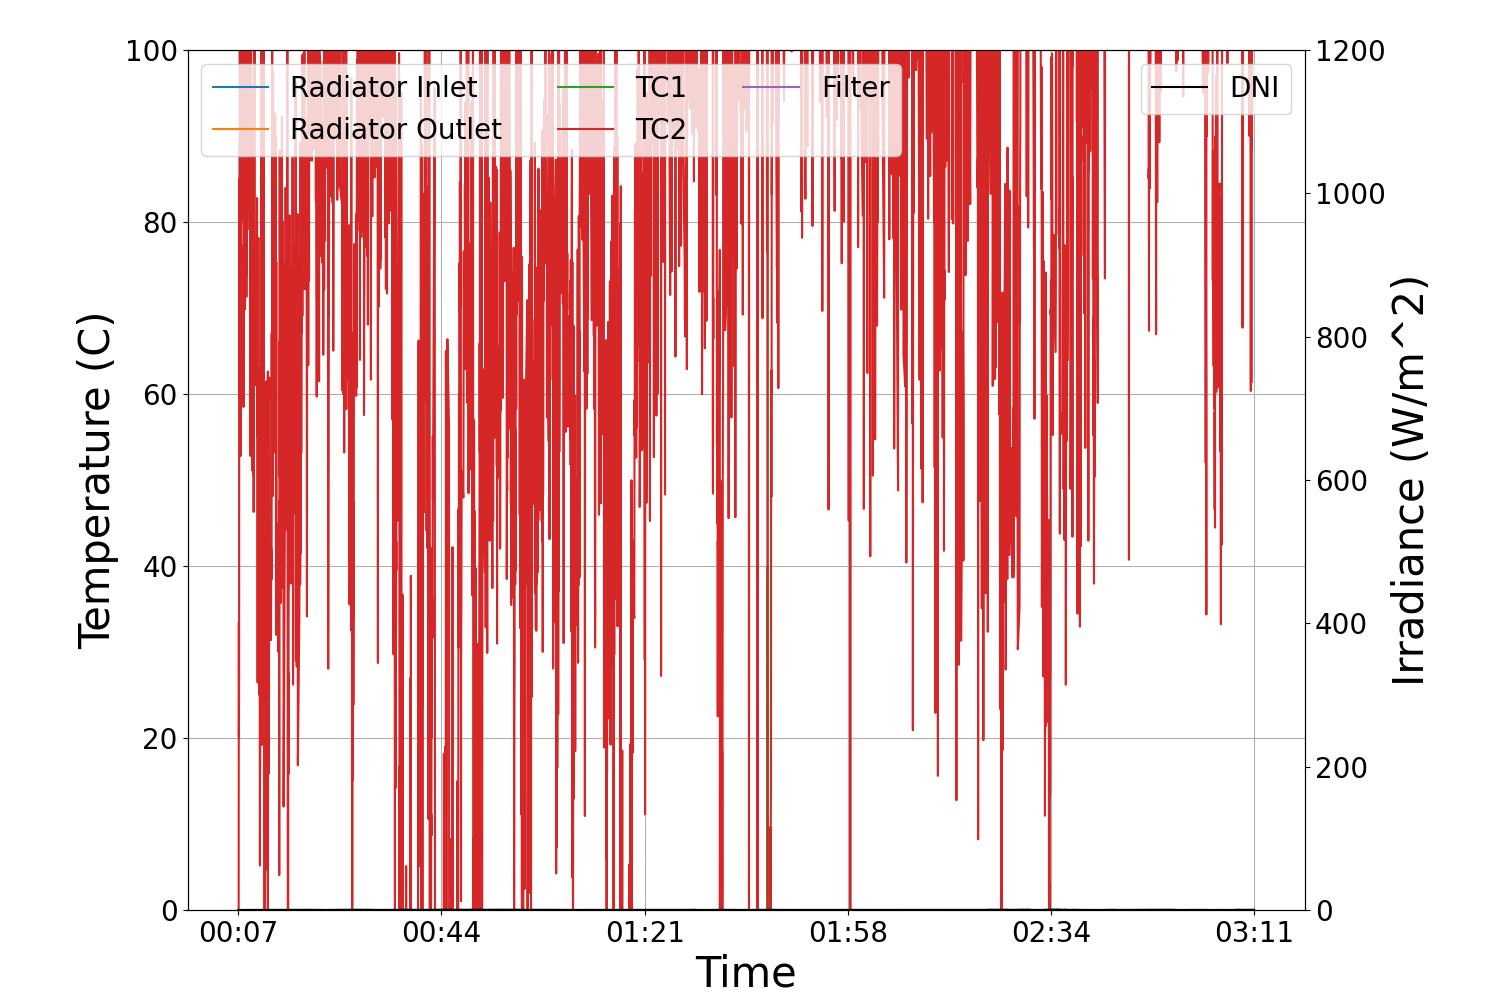 100
80
60
40
20
0
Temperature (C)
Radiator Inlet
Radiator Outlet
TC1
TC2
Filter
DNI
1200
1000
800
600
400
200
0
Irradiance (W/m^2)
00:07
00:44
01:21
01:58
02:34
03:11
Time